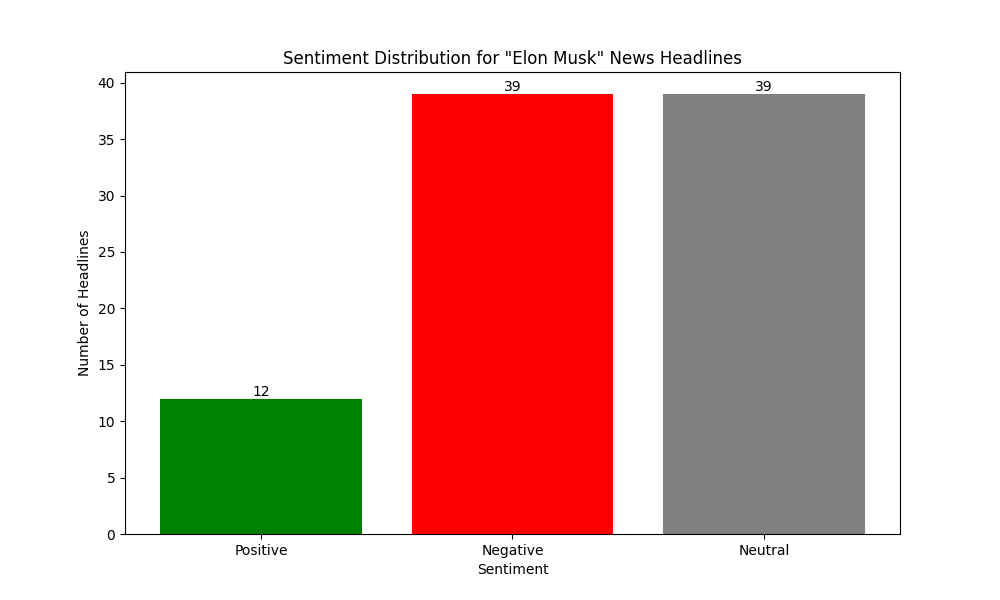 Sentiment Distribution for "Elon Musk" News Headlines
40
35
30
25
20
15
10
5
0
Number of Headlines
12
39
39
Positive
Negative
Neutral
Sentiment